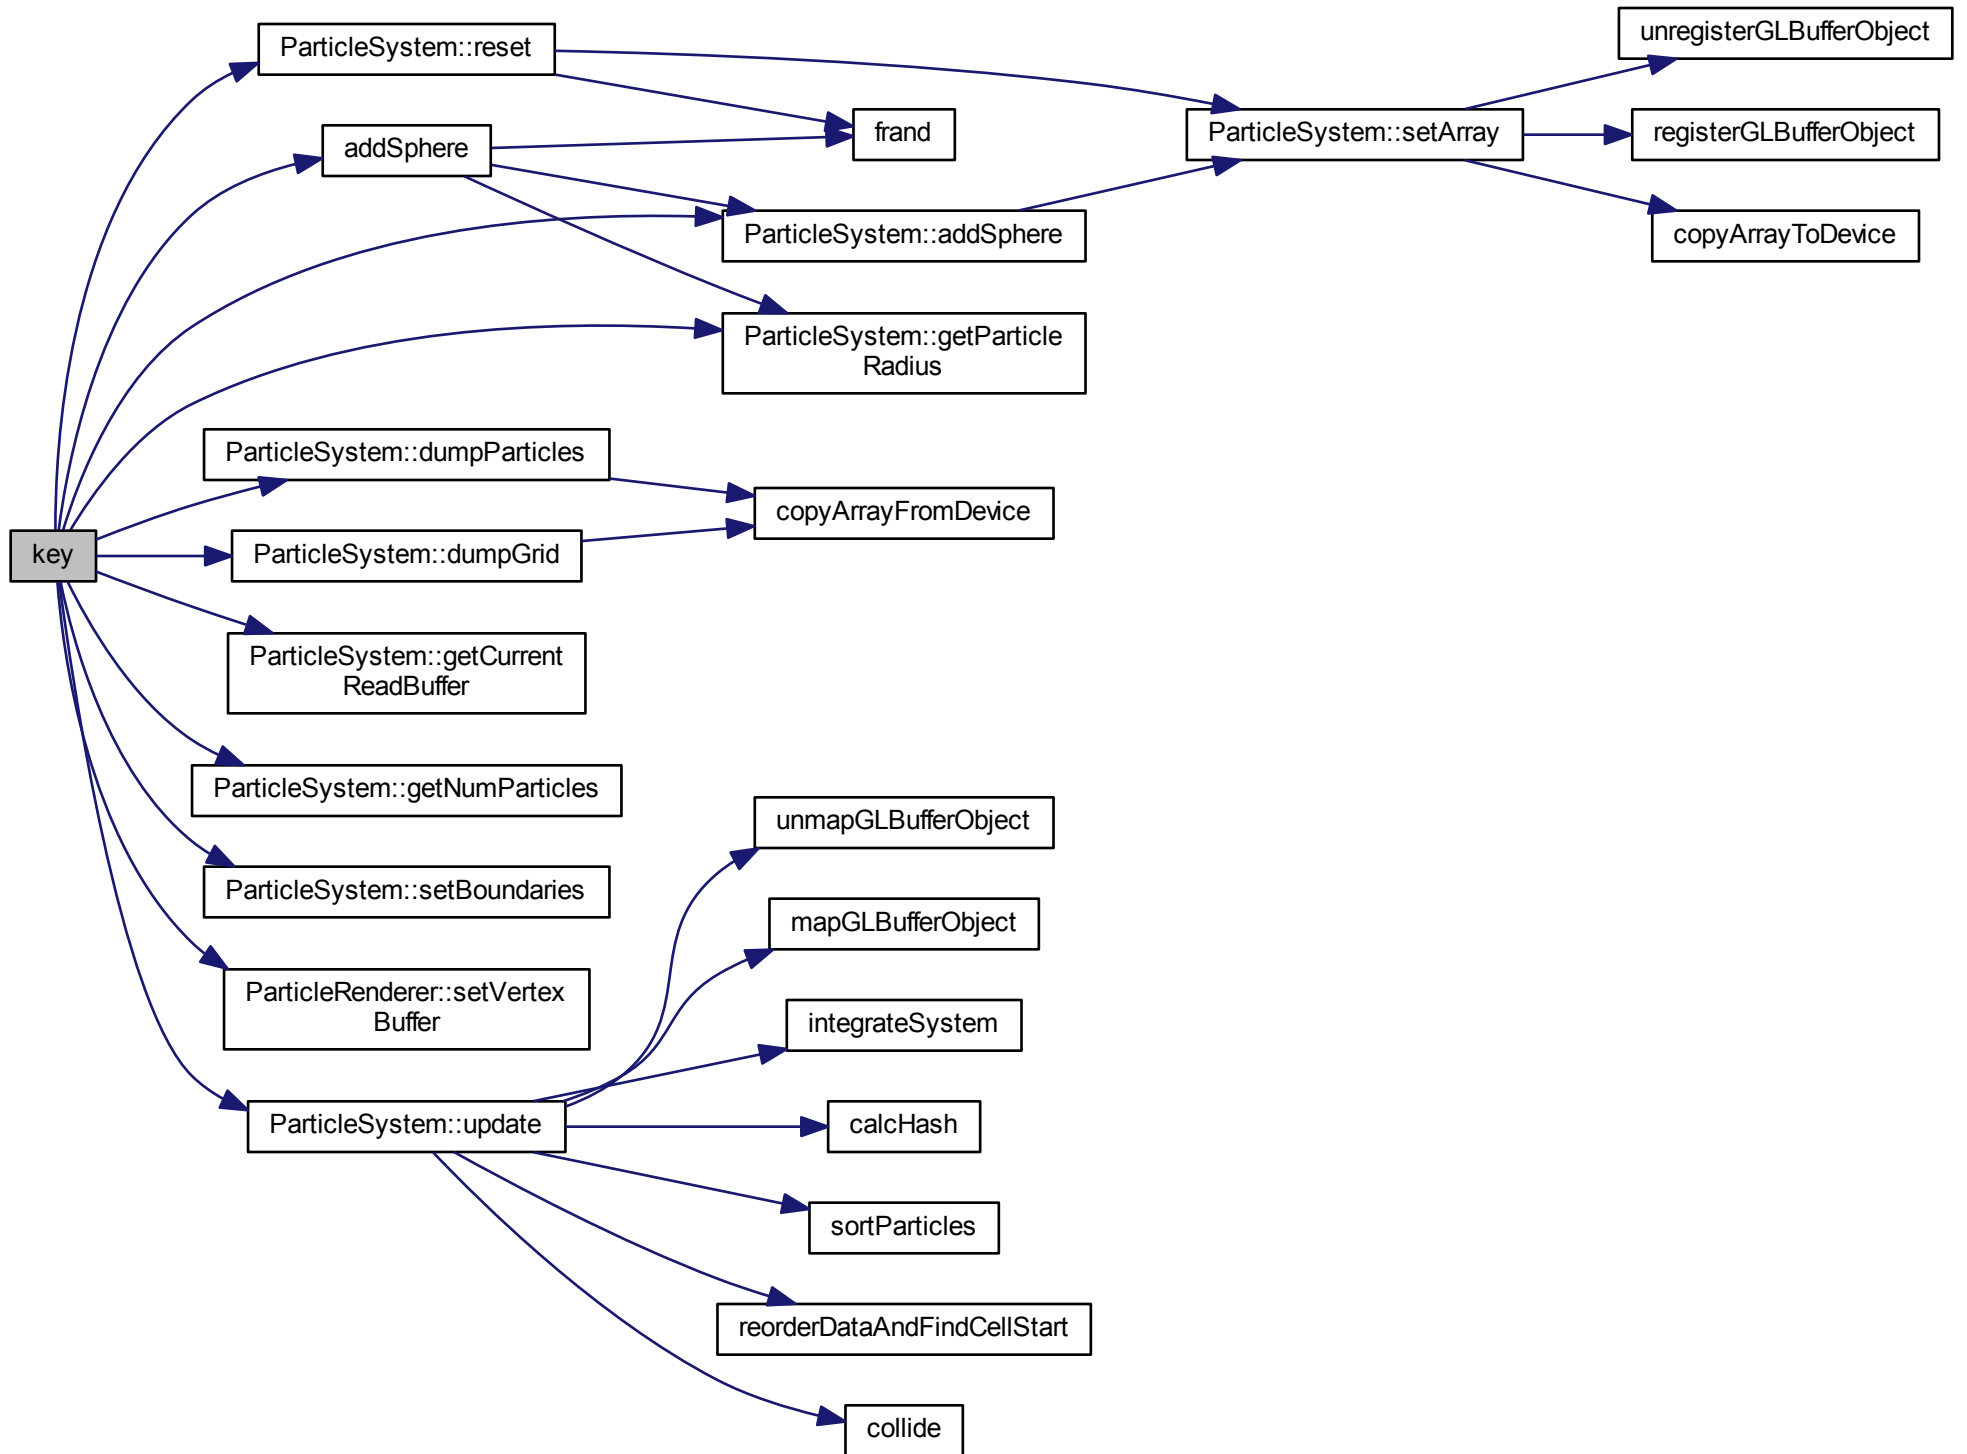 unregisterGLBufferObject
ParticleSystem::reset
frand
ParticleSystem::setArray
registerGLBufferObject
addSphere
ParticleSystem::addSphere
copyArrayToDevice
ParticleSystem::getParticle
Radius
ParticleSystem::dumpParticles
copyArrayFromDevice
key
ParticleSystem::dumpGrid
ParticleSystem::getCurrent
ReadBuffer
ParticleSystem::getNumParticles
unmapGLBufferObject
ParticleSystem::setBoundaries
mapGLBufferObject
ParticleRenderer::setVertex
Buffer
integrateSystem
ParticleSystem::update
calcHash
sortParticles
reorderDataAndFindCellStart
collide